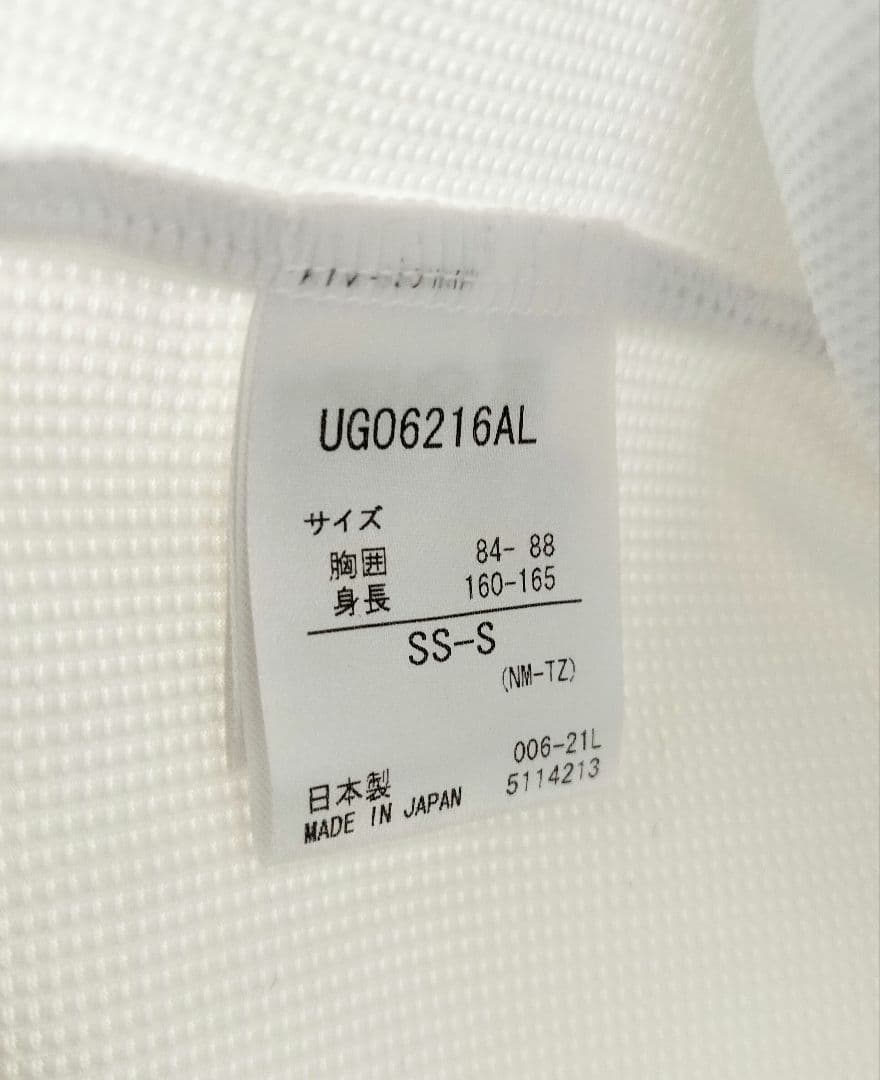 UG06216AL
サイズ
胸囲 84- 88
身長 160-165
SS-S
(NM-TZ)
006-21L
日本製 5114213
MADE IN JAPAN